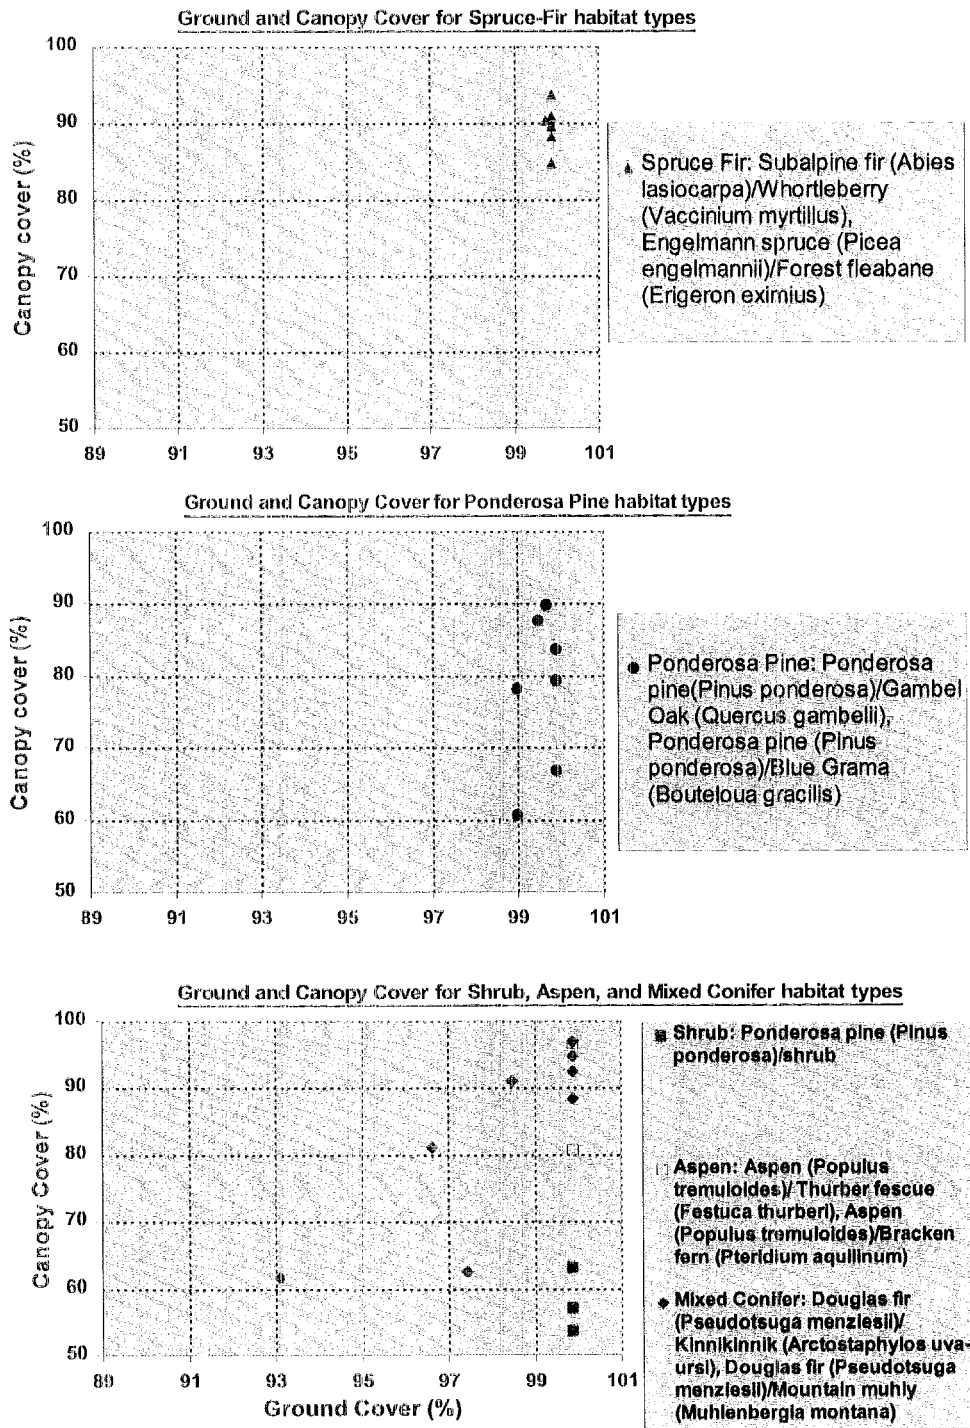 Ground and Canopy Cover for Spruce-Fir habitat types
100
90
80
70
60
50
Canopy cover (%)
89 91 93 95 97 99 101
Spruce Fir: Subalpine fir (Abies
lasiocarpa)/Whortleberry
(Vaccinium myrtillus),
Engelmann spruce (Picea
engelmannii)/Forest fleabane
(Erigeron eximius)
Ground and Canopy Cover for Ponderosa Pine habitat types
100
90
80
70
60
50
Canopy cover (%)
89 91 93 95 97 99 101
Ponderosa Pine: Ponderosa
pine(Pinus ponderosa)/Gambel
Oak (Quercus gambelii),
Ponderosa pine (Pinus
ponderosa)/Blue Grama
(Bouteloua gracilis)
Ground and Canopy Cover for Shrub, Aspen, and Mixed Conifer habitat types
100
90
80
70
60
50
Canopy Cover (%)
89 91 93 95 97 99 101
Ground Cover (%)
Shrub: Ponderosa pine (Pinus
ponderosa)/shrub
Aspen: Aspen (Populus
tremuloides)/ Thurber fescue
(Festuca thurberi), Aspen
(Populus tremuloides)/Bracken
fern (Pteridium aquilinum)
Mixed Conifer: Douglas fir
(Pseudotsuga menziesii)/
Kinnikinnik (Arctostaphylos uva-
ursi), Douglas fir (Pseudotsuga
menziesii)/Mountain muhly
(Muhlenbergia montana)